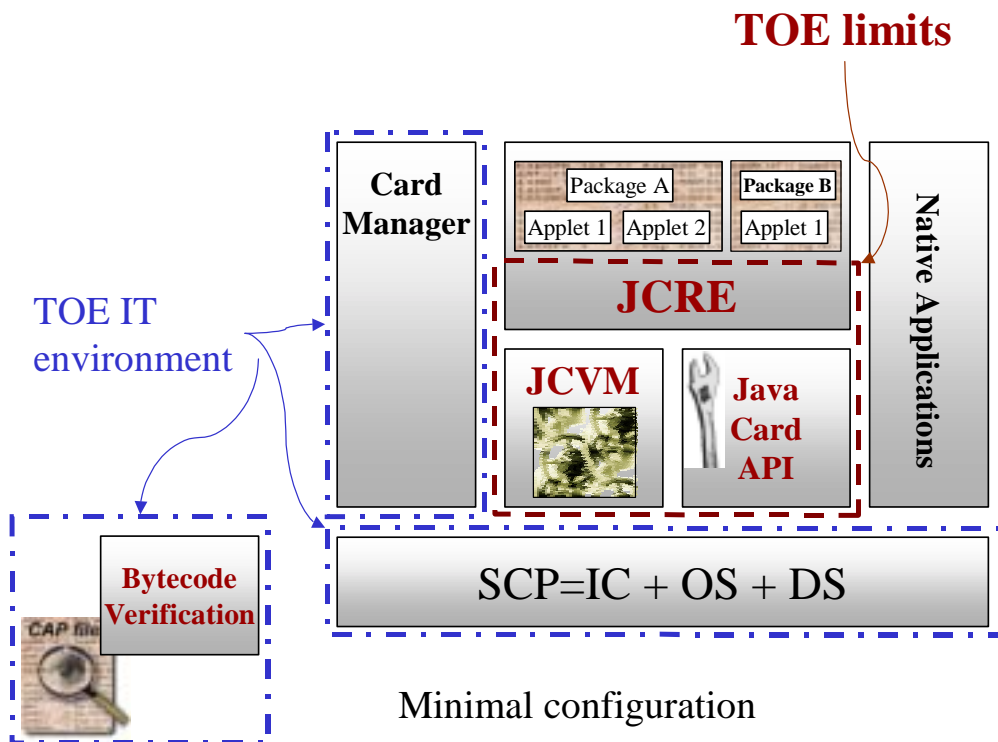 TOE limits
Card
Manager
Package A
Applet 1
Applet 2
Package B
Applet 1
Native Applications
JCRE
TOE IT
environment
JCVM
Java
Card
API
SCP=IC + OS + DS
Bytecode
Verification
CAP file
Minimal configuration